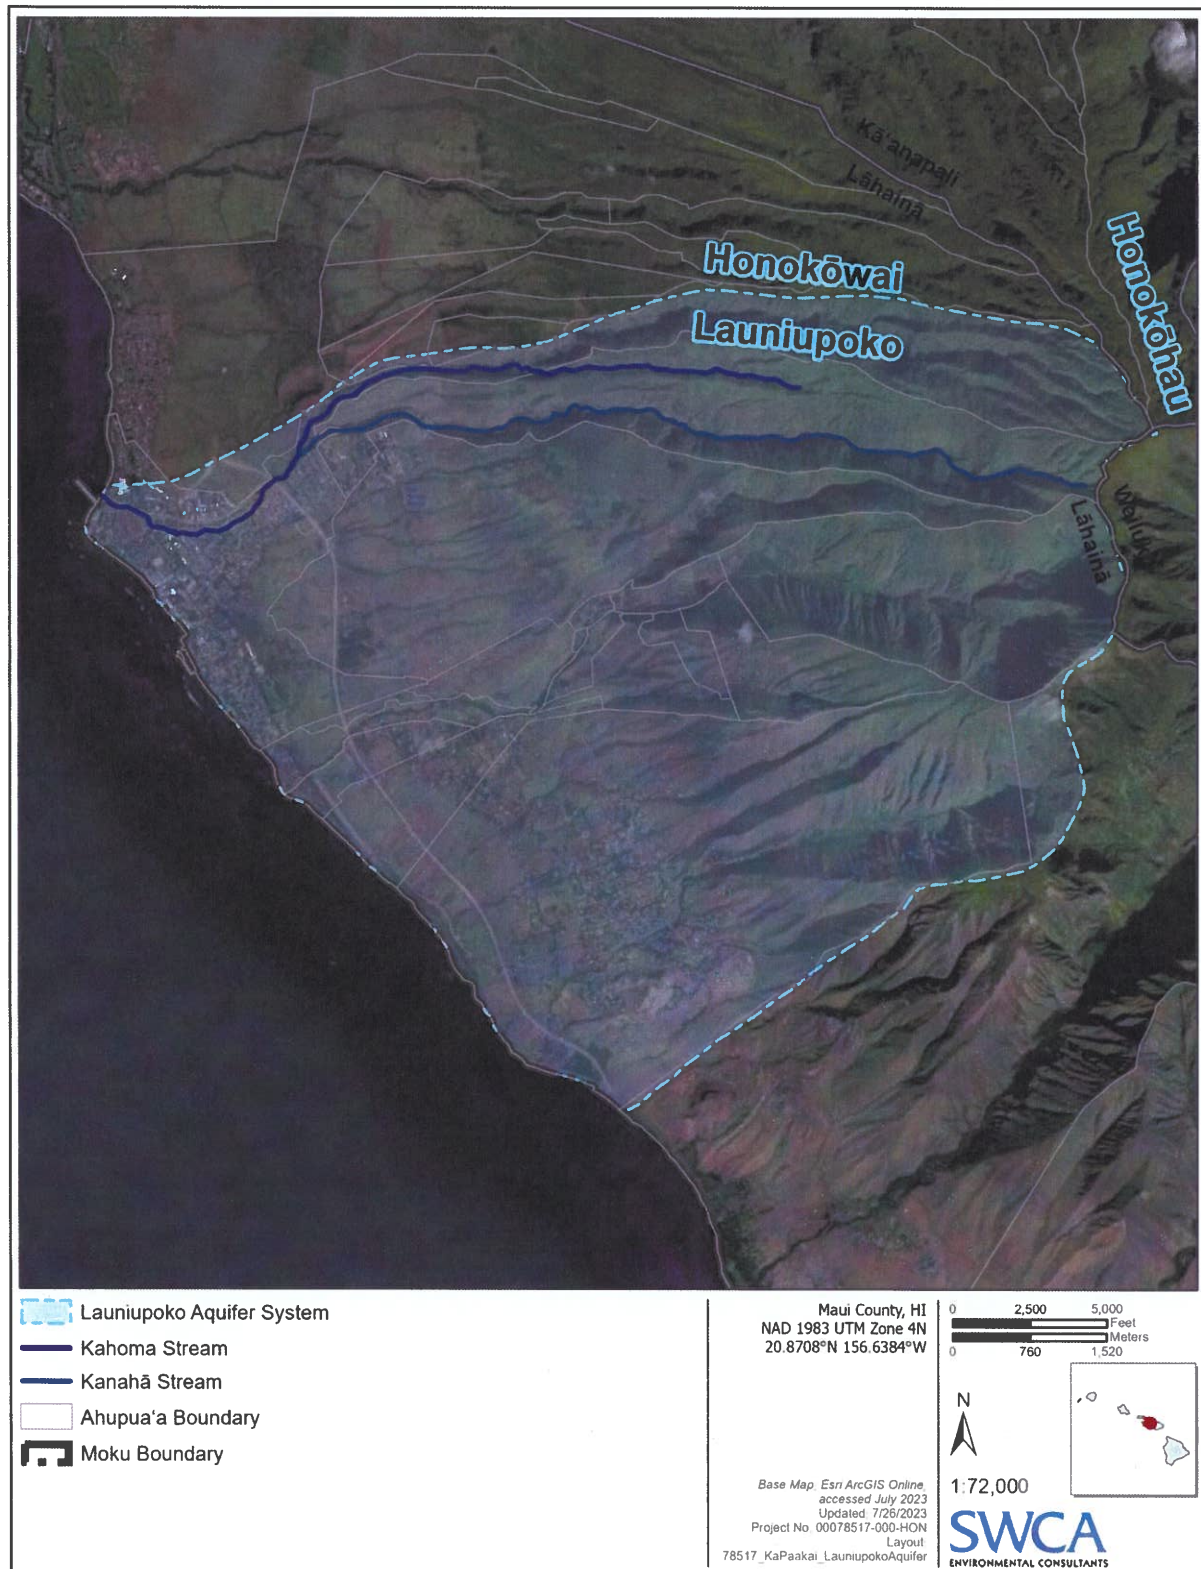 Kā'anapali
Lāhainā
Honokōwai
Launiupoko
Honokōhau
Lāhainā
Launiupoko Aquifer System
Kahoma Stream
Kanahā Stream
Ahupua'a Boundary
Moku Boundary
Maui County, HI
NAD 1983 UTM Zone 4N
20.8708°N 156.6384°W
Base Map: Esri ArcGIS Online,
accessed July 2023
Updated: 7/26/2023
Project No. 00078517-000-HON
Layout:
78517_KaPaakai_LauniupokoAquifer
0 2,500 5,000
Feet
Meters
0 760 1,520
N
1:72,000
SWCA
ENVIRONMENTAL CONSULTANTS